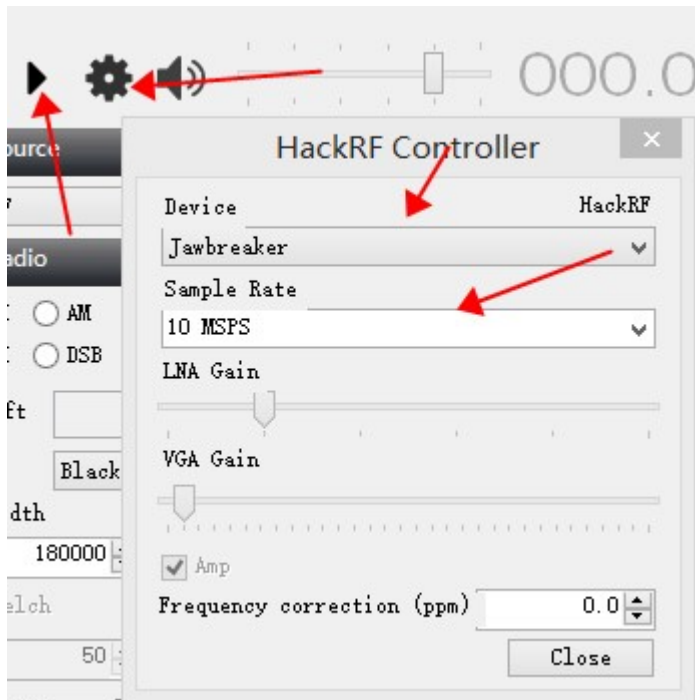 000.0
ource
HackRF Controller
Device HackRF
Jawbreaker
adio
Sample Rate
AM
10 MSPS
DSB
LNA Gain
ft
VGA Gain
Black
dth
180000
Amp
elch
Frequency correction (ppm) 0.0
50
Close